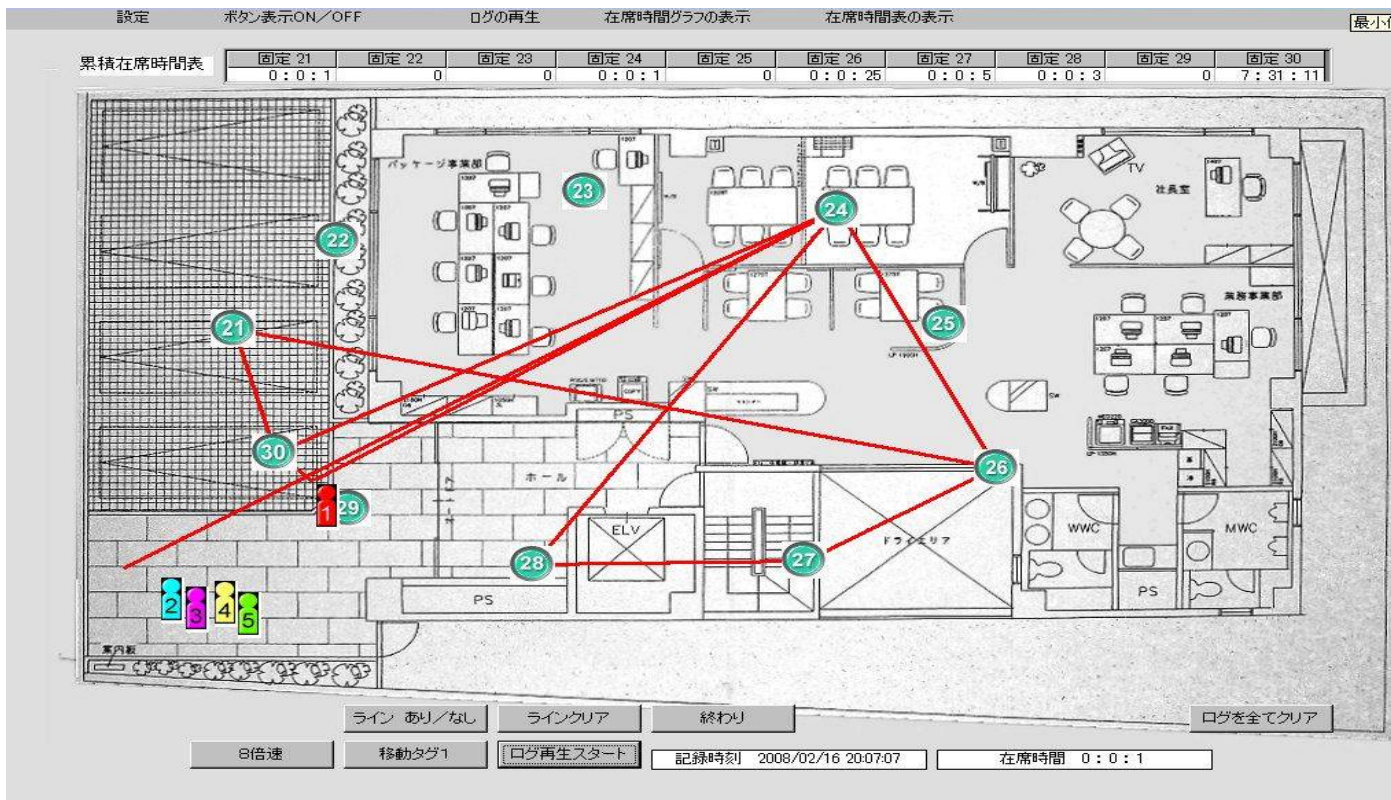 設定 ボタン表示ON／OFF ログの再生 在席時間グラフの表示 在席時間表の表示
累積在席時間表
固定 21 固定 22 固定 23 固定 24 固定 25 固定 26 固定 27 固定 28 固定 29 固定 30
0 : 0 : 1 0 0 0 : 0 : 1 0 0 : 0 : 25 0 : 0 : 5 0 : 0 : 3 0 7 : 31 : 11
パッケージ事業部
TV
社長室
23
24
22
業務事業部
21
25
SW
SW
COPY
PS
30
26
ホール
1
29
ELV
WWC
MWC
ドライエリア
28
27
PS
PS
2
3
4
5
案内板
ライン あり／なし ラインクリア 終わり ログを全てクリア
8倍速 移動タグ1 ログ再生スタート 記録時刻 2008/02/16 20:07:07 在席時間 0 : 0 : 1